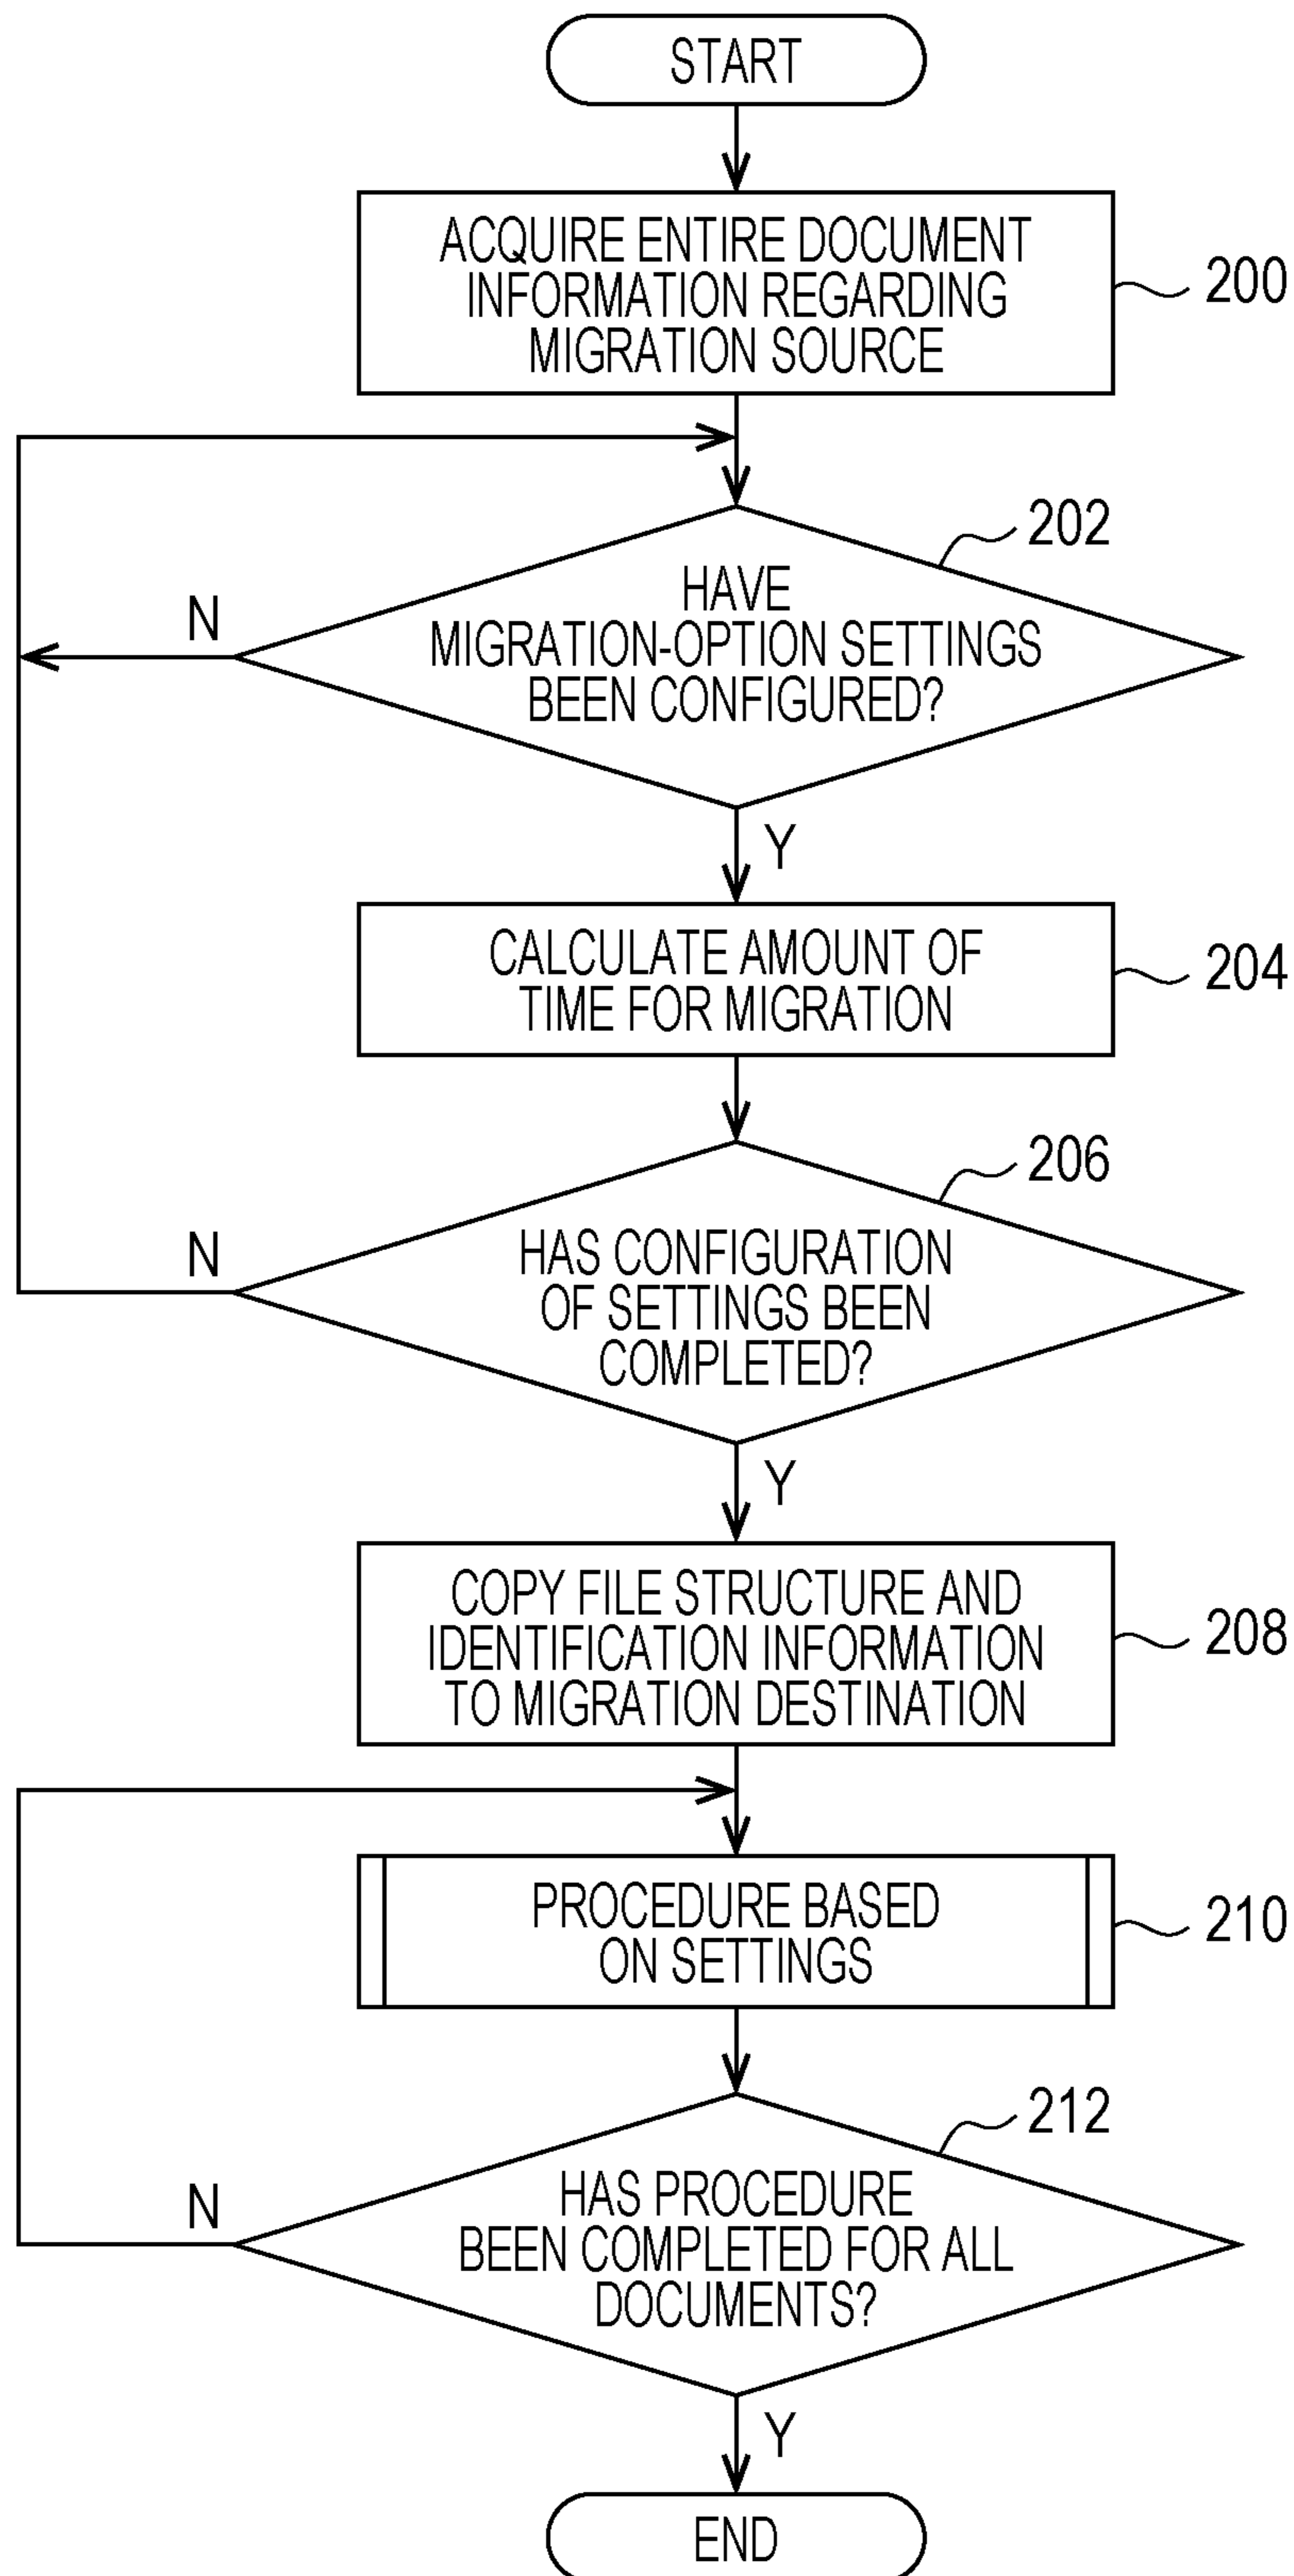 START
ACQUIRE ENTIRE DOCUMENT
INFORMATION REGARDING
MIGRATION SOURCE
200
202
HAVE
MIGRATION-OPTION SETTINGS
BEEN CONFIGURED?
N
Y
CALCULATE AMOUNT OF
TIME FOR MIGRATION
204
206
HAS CONFIGURATION
OF SETTINGS BEEN
COMPLETED?
N
Y
COPY FILE STRUCTURE AND
IDENTIFICATION INFORMATION
TO MIGRATION DESTINATION
208
PROCEDURE BASED
ON SETTINGS
210
212
HAS PROCEDURE
BEEN COMPLETED FOR ALL
DOCUMENTS?
N
Y
END